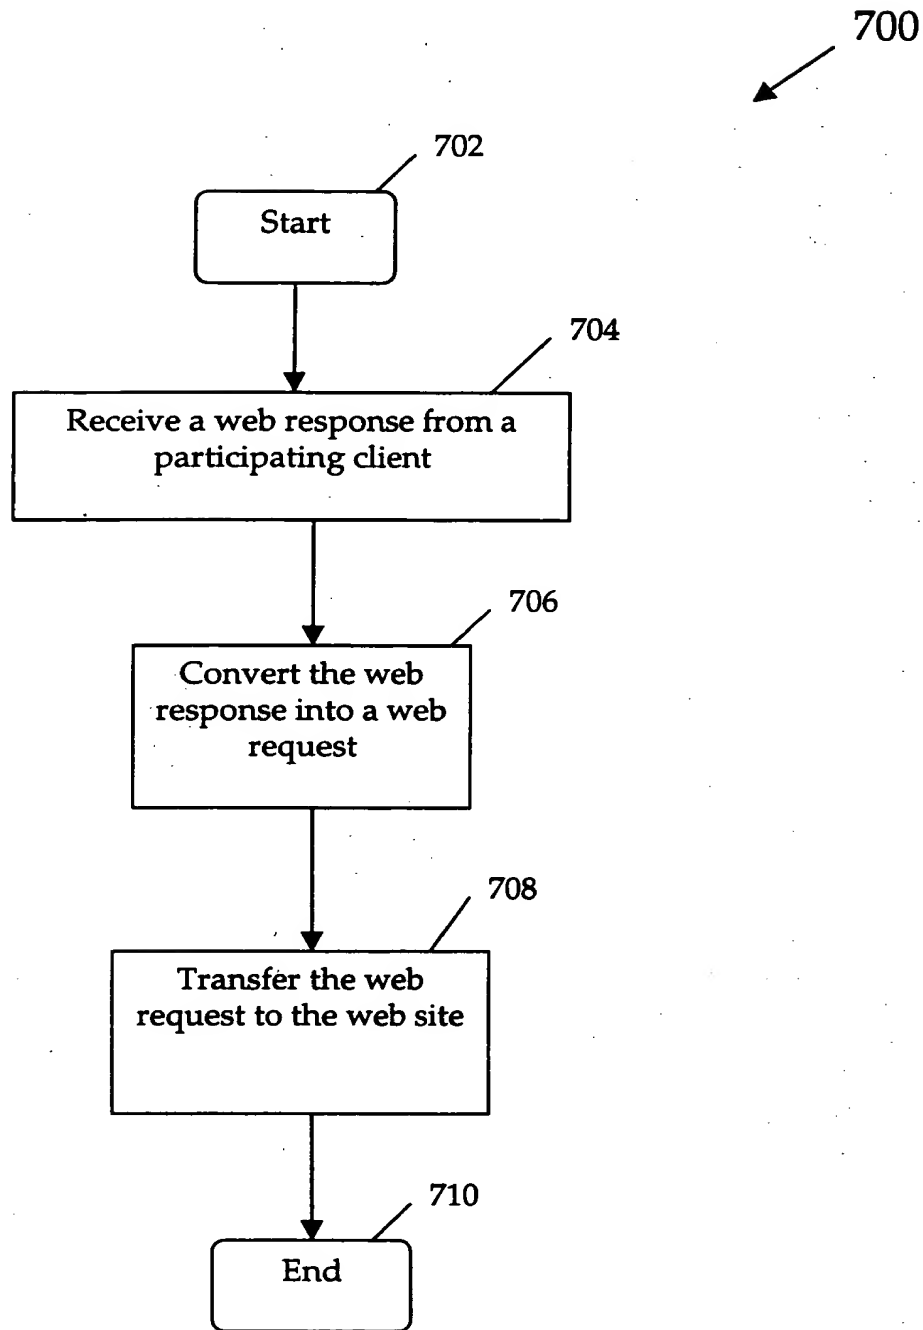 700
702
Start
704
Receive a web response from a
participating client
706
Convert the web
response into a web
request
708
Transfer the web
request to the web site
710
End